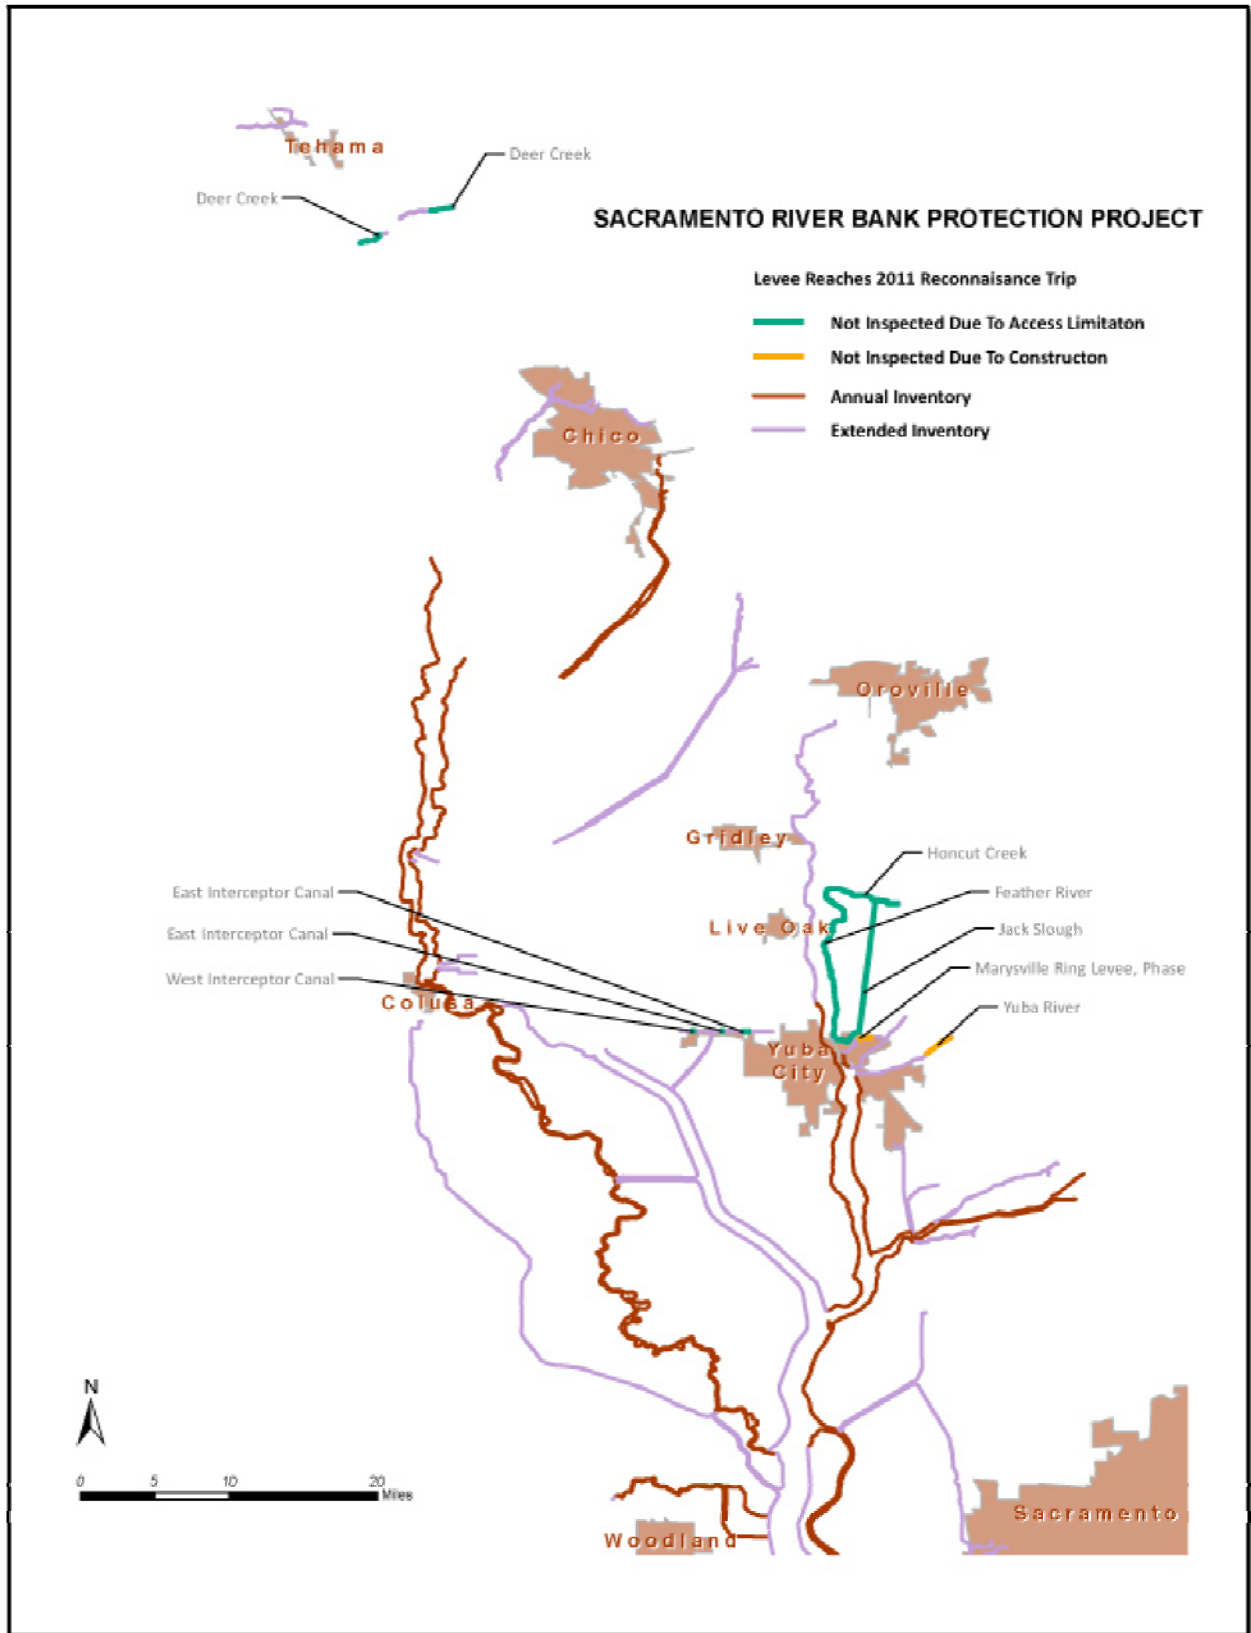 Tehama
Deer Creek
Deer Creek
SACRAMENTO RIVER BANK PROTECTION PROJECT
Levee Reaches 2011 Reconnaisance Trip
Not Inspected Due To Access Limitaton
Not Inspected Due To Constructon
Annual Inventory
Extended Inventory
Chico
Oroville
Gridley
Honcut Creek
East Interceptor Canal
Feather River
Live Oak
Jack Slough
East Interceptor Canal
Marysville Ring Levee, Phase
West Interceptor Canal
Colusa
Yuba River
Yuba
City
N
0 5 10 20
Miles
Sacramento
Woodland